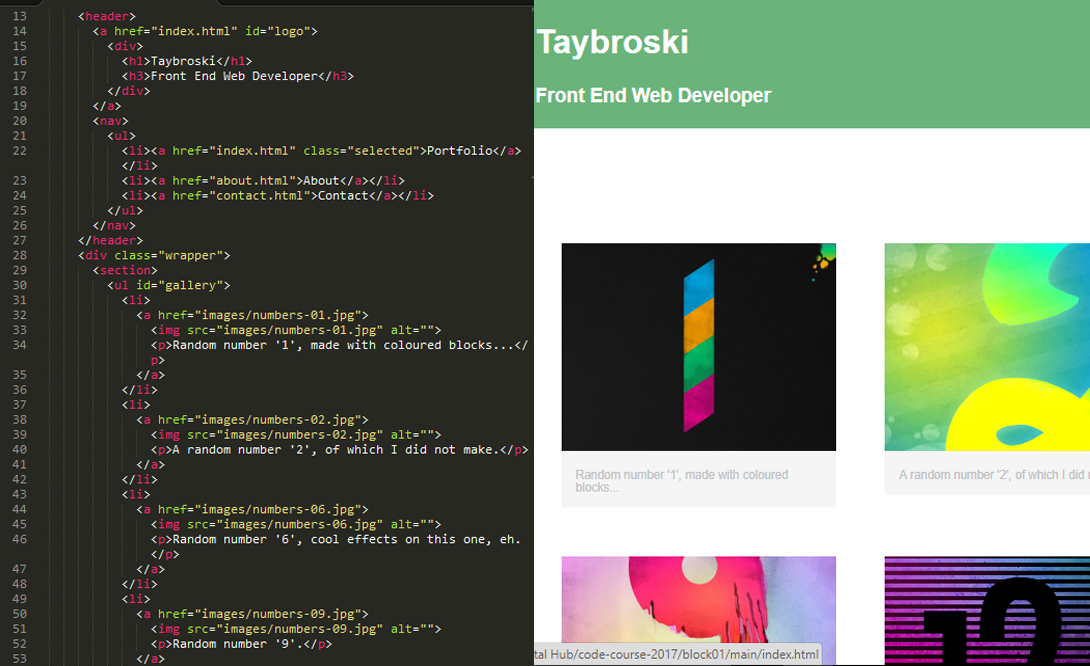 13 <header>
14 <a href="index.html" id="logo">
15 <div>
16 <h1>Taybroski</h1>
17 <h3>Front End Web Developer</h3>
18 </div>
19 </a>
20 <nav>
21 <ul>
22 <li><a href="index.html" class="selected">Portfolio</a>
</li>
23 <li><a href="about.html">About</a></li>
24 <li><a href="contact.html">Contact</a></li>
25 </ul>
26 </nav>
27 </header>
28 <div class="wrapper">
29 <section>
30 <ul id="gallery">
31 <li>
32 <a href="images/numbers-01.jpg">
33 <img src="images/numbers-01.jpg" alt="">
34 <p>Random number '1', made with coloured blocks...</
p>
35 </a>
36 </li>
37 <li>
38 <a href="images/numbers-02.jpg">
39 <img src="images/numbers-02.jpg" alt="">
40 <p>A random number '2', of which I did not make.</p>
41 </a>
42 </li>
43 <li>
44 <a href="images/numbers-06.jpg">
45 <img src="images/numbers-06.jpg" alt="">
46 <p>Random number '6', cool effects on this one, eh.
</p>
47 </a>
48 </li>
49 <li>
50 <a href="images/numbers-09.jpg">
51 <img src="images/numbers-09.jpg" alt="">
52 <p>Random number '9'.</p>
53 </a>
Taybroski
Front End Web Developer
Random number '1', made with coloured
blocks...
A random number '2', of which I did
tal Hub/code-course-2017/block01/main/index.html